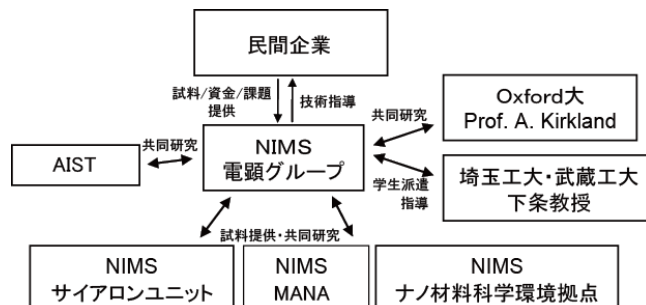 民間企業
試料/資金/課題
提供
技術指導
共同研究
Oxford大
Prof. A. Kirkland
共同研究
AIST
NIMS
電顕グループ
学生派遣
指導
埼玉工大・武蔵工大
下条教授
試料提供・共同研究
NIMS
サイアロンユニット
NIMS
MANA
NIMS
ナノ材料科学環境拠点